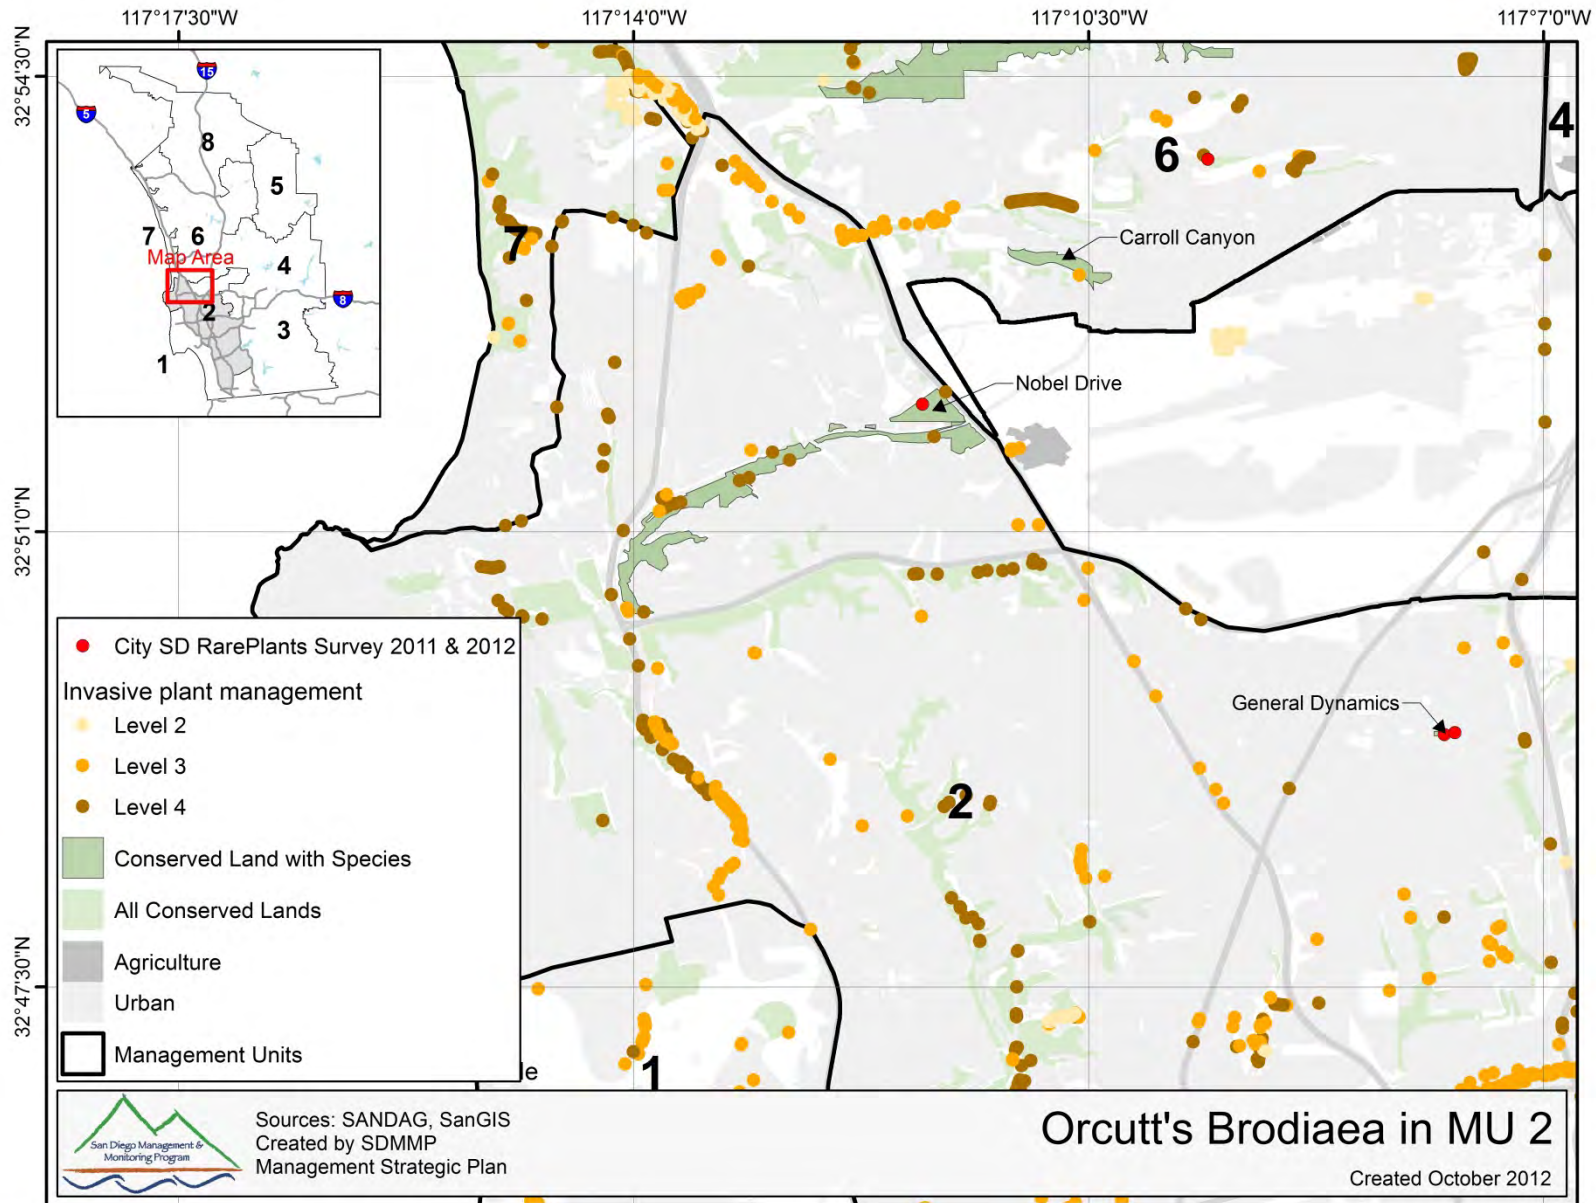 117°17'30"W
117°14'0"W
117°10'30"W
117°7'0"W
32°54'30"N
32°51'0"N
32°47'30"N
15
5
8
5
7
6
Map Area
4
8
2
3
1
4
6
7
Carroll Canyon
Nobel Drive
General Dynamics
2
1
City SD RarePlants Survey 2011 & 2012
Invasive plant management
Level 2
Level 3
Level 4
Conserved Land with Species
All Conserved Lands
Agriculture
Urban
Management Units
le
San Diego Management &
Monitoring Program
Sources: SANDAG, SanGIS
Created by SDMMP
Management Strategic Plan
Orcutt's Brodiaea in MU 2
Created October 2012